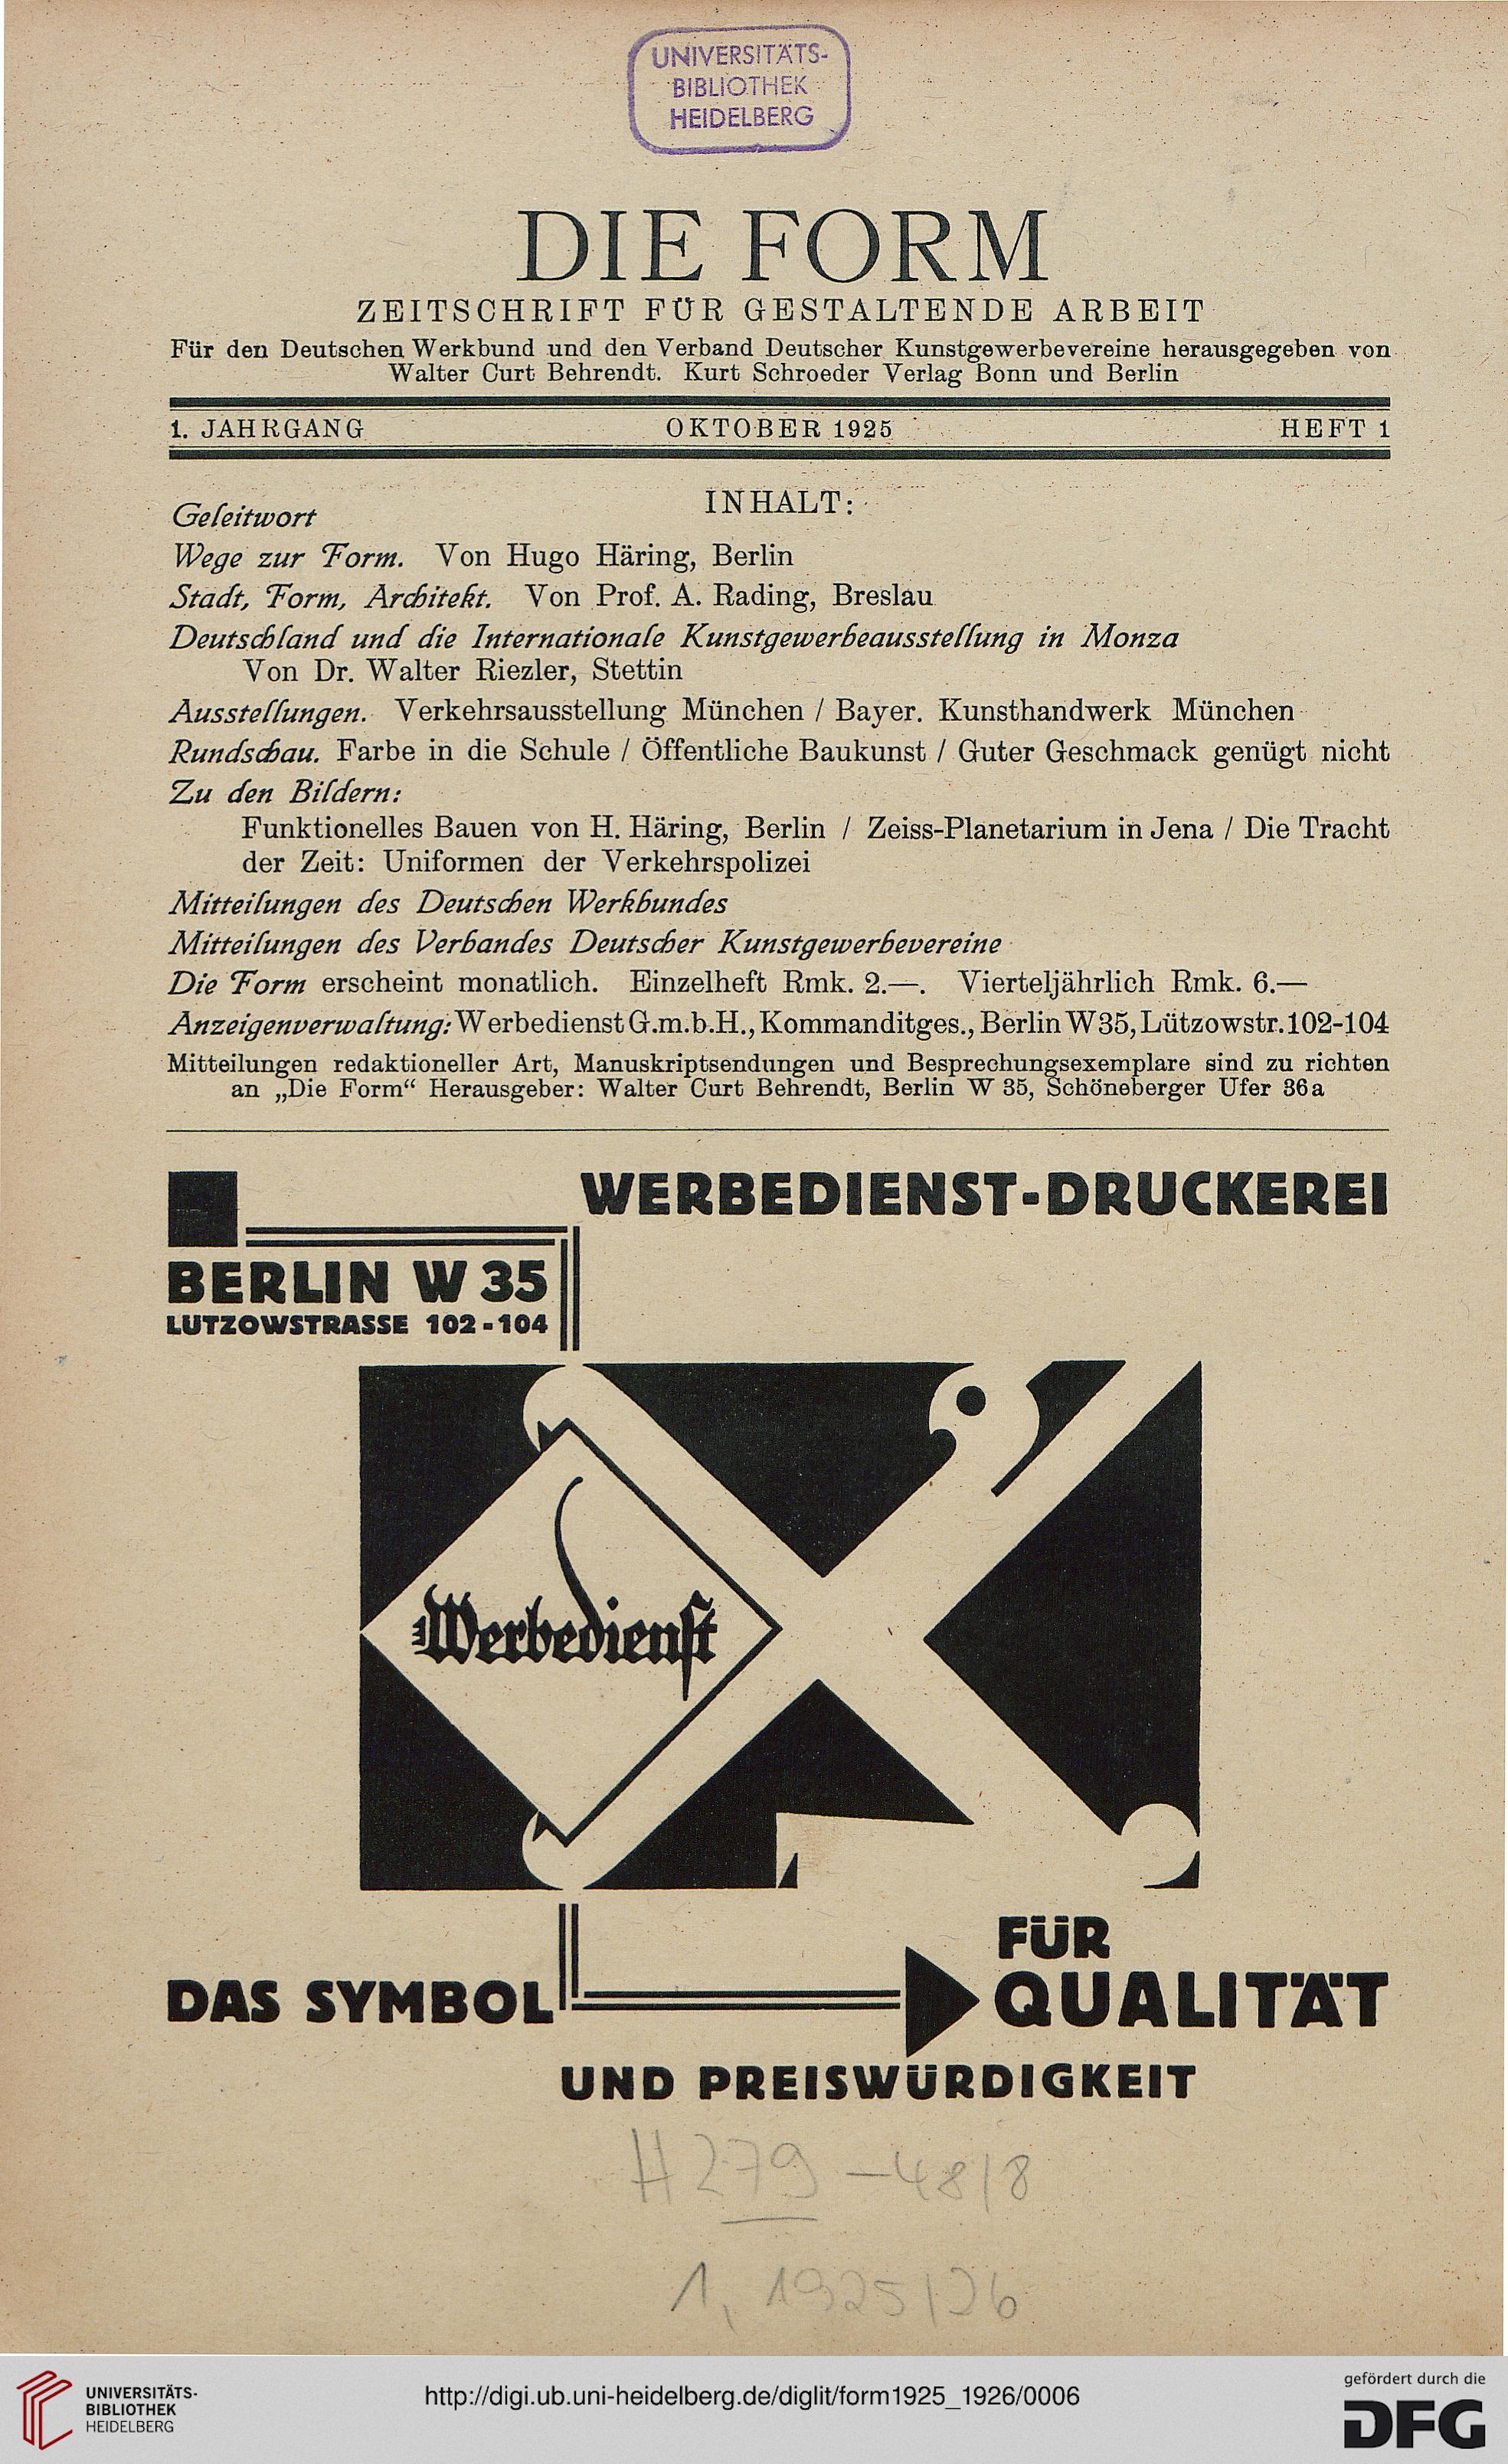 UNIVERSITÄTS-
BIBLIOTHEK
HEIDELBERG
DIE FORM
ZEITSCHRIFT FÜR GESTALTENDE ARBEIT
Für den Deutschen Werkbund und den Verband Deutscher Kunstgewerbevereine herausgegeben von
Walter Curt Behrendt. Kurt Schroeder Verlag Bonn und Berlin
1. JAHRGANG OKTOBER 1925 HEFT 1
INHALT:
Geleitwort
Wege zur Form. Von Hugo Häring, Berlin
Stadt, Form, Architekt. Von Prof. A. Rading, Breslau
Deutschland und die Internationale Kunstgewerbeausstellung in Monza
Von Dr. Walter Riezler, Stettin
Ausstellungen. Verkehrsausstellung München / Bayer. Kunsthandwerk München
Rundschau. Farbe in die Schule / Öffentliche Baukunst / Guter Geschmack genügt nicht
Zu den Bildern:
Funktionelles Bauen von H. Häring, Berlin / Zeiss-Planetarium in Jena / Die Tracht
der Zeit: Uniformen der Verkehrspolizei
Mitteilungen des Deutschen Werkbundes
Mitteilungen des Verbandes Deutscher Kunstgewerbevereine
Die Form erscheint monatlich. Einzelheft Rmk. 2.—. Vierteljährlich Rmk. 6.—
Anzeigenverwaltung: Werbedienst G.m.b.H., Kommanditges., Berlin W35, Lützowstr. 102-104
Mitteilungen redaktioneller Art, Manuskriptsendungen und Besprechungsexemplare sind zu richten
an „Die Form“ Herausgeber: Walter Curt Behrendt, Berlin W 35, Schöneberger Ufer 36a
WERBEDIENST-DRUCKEREI
BERLIN W 35
LUTZOWSTRASSE 102-104
Werbedienst
DAS SYMBOL
FÜR
QUALITÄT
UND PREISWÜRDIGKEIT
H 279 – 48/8
1, 1925/26
UNIVERSITÄTS-
BIBLIOTHEK
HEIDELBERG
http://digi.ub.uni-heidelberg.de/diglit/form1925_1926/0006
gefördert durch die
DFG